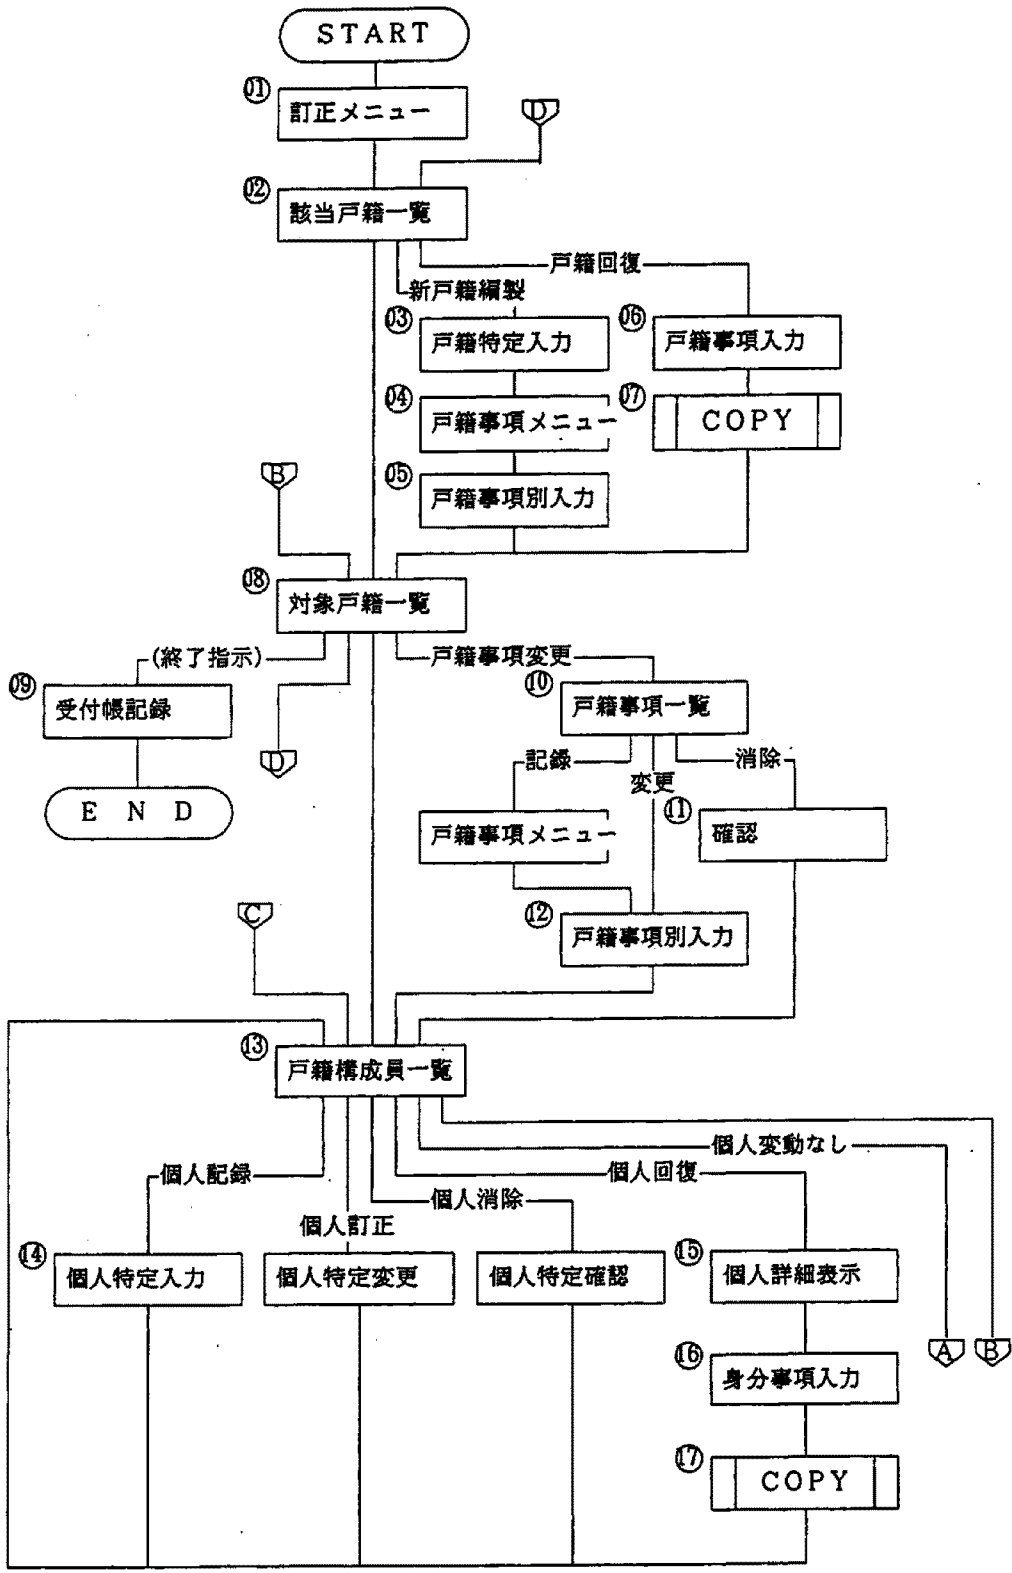 START
01
訂正メニュー
D
02
該当戸籍一覧
戸籍回復
新戸籍編製
03
戸籍特定入力
06
戸籍事項入力
04
戸籍事項メニュー
07
COPY
B
05
戸籍事項別入力
08
対象戸籍一覧
(終了指示)
戸籍事項変更
09
受付帳記録
10
戸籍事項一覧
D
記録
変更
消除
END
戸籍事項メニュー
11
確認
C
12
戸籍事項別入力
13
戸籍構成員一覧
個人変動なし
個人記録
個人回復
個人消除
個人訂正
14
個人特定入力
個人特定変更
個人特定確認
15
個人詳細表示
A
B
16
身分事項入力
17
COPY